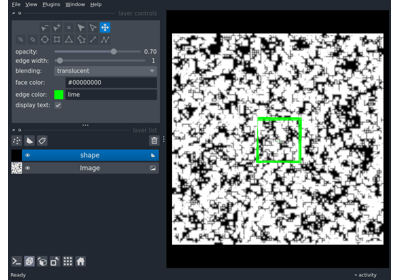 File View Plugins Window Help
layer controls
opacity: 0.70
edge width: 1
blending: translucent
face color: #00000000
edge color: lime
display text:
layer list
shape
Image
Ready
activity